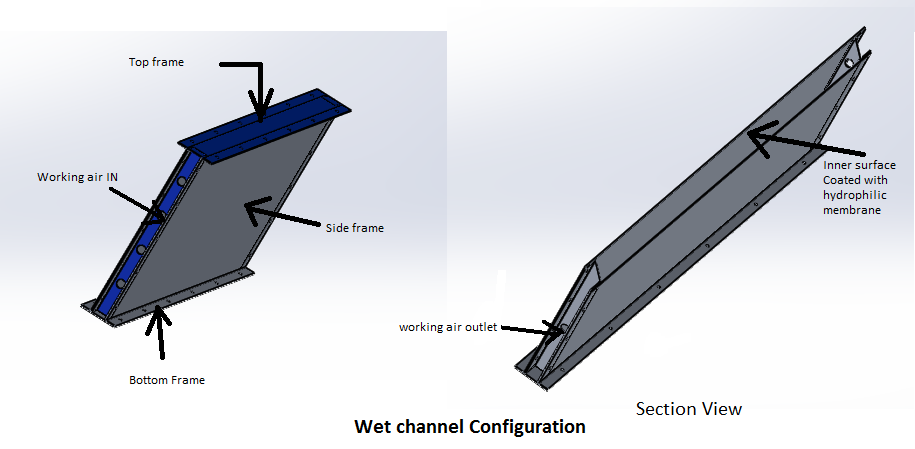 Top frame
Working air IN
Side frame
Bottom Frame
Inner surface
Coated with
hydrophilic
membrane
working air outlet
Section View
Wet channel Configuration